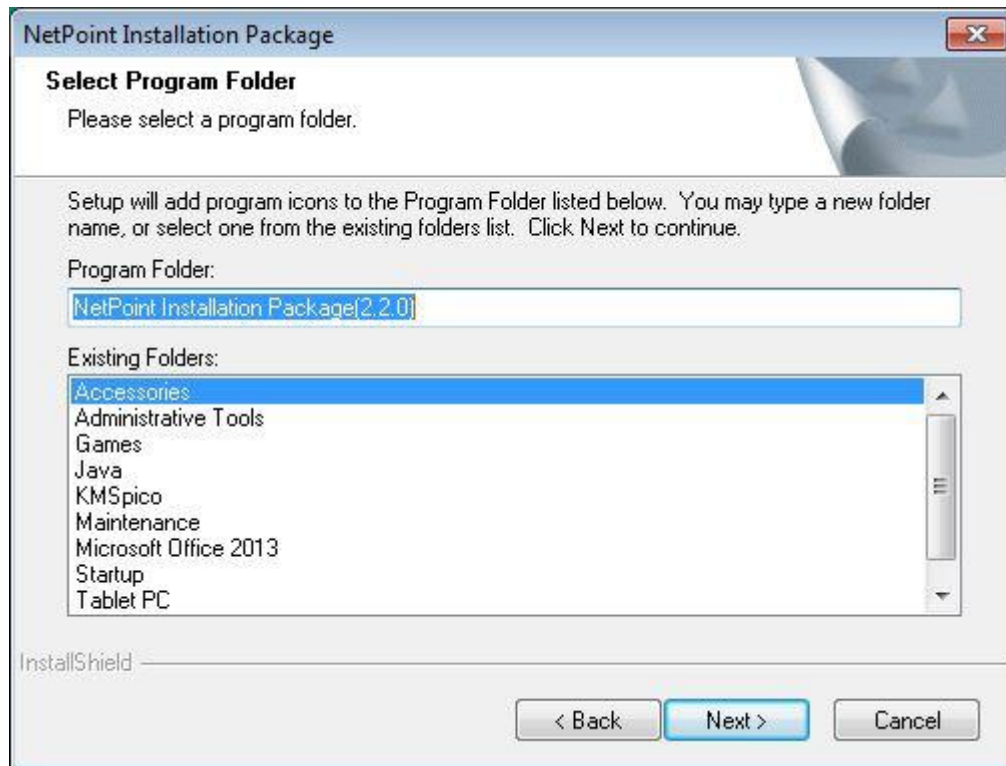 NetPoint Installation Package
Select Program Folder
Please select a program folder.
Setup will add program icons to the Program Folder listed below.  You may type a new folder
name, or select one from the existing folders list.  Click Next to continue.
Program Folder:
NetPoint Installation Package(2.2.0)
Existing Folders:
Accessories
Administrative Tools
Games
Java
KMSpico
Maintenance
Microsoft Office 2013
Startup
Tablet PC
InstallShield
< Back
Next >
Cancel